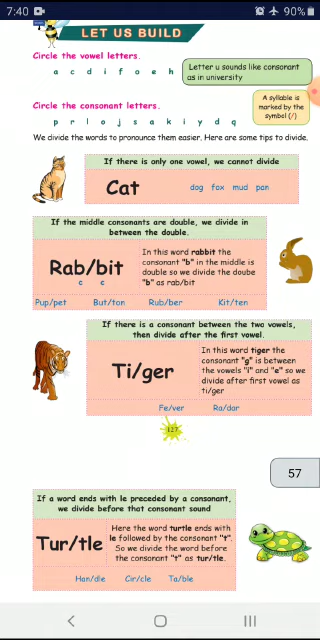 7:40 90%
LET US BUILD
Circle the vowel letters.
a c d i f o e h
Letter u sounds like consonant
as in university
Circle the consonant letters.
p r l o j s a k i y d q
A syllable is
marked by the
symbol (/)
We divide the words to pronounce them easier. Here are some tips to divide.
If there is only one vowel, we cannot divide
Cat
dog fox mud pan
If the middle consonants are double, we divide in
between the double.
Rab/bit
c c
In this word rabbit the
consonant "b" in the middle is
double so we divide the doube
"b" as rab/bit
Pup/pet But/ton Rub/ber Kit/ten
If there is a consonant between the two vowels,
then divide after the first vowel.
Ti/ger
In this word tiger the
consonant "g" is between
the vowels "i" and "e" so we
divide after first vowel as
ti/ger
Fe/ver Ra/dar
127
57
If a word ends with le preceded by a consonant,
we divide before that consonant sound
Tur/tle
Here the word turtle ends with
le followed by the consonant "t".
So we divide the word before
the consonant "t" as tur/tle.
Han/dle Cir/cle Ta/ble